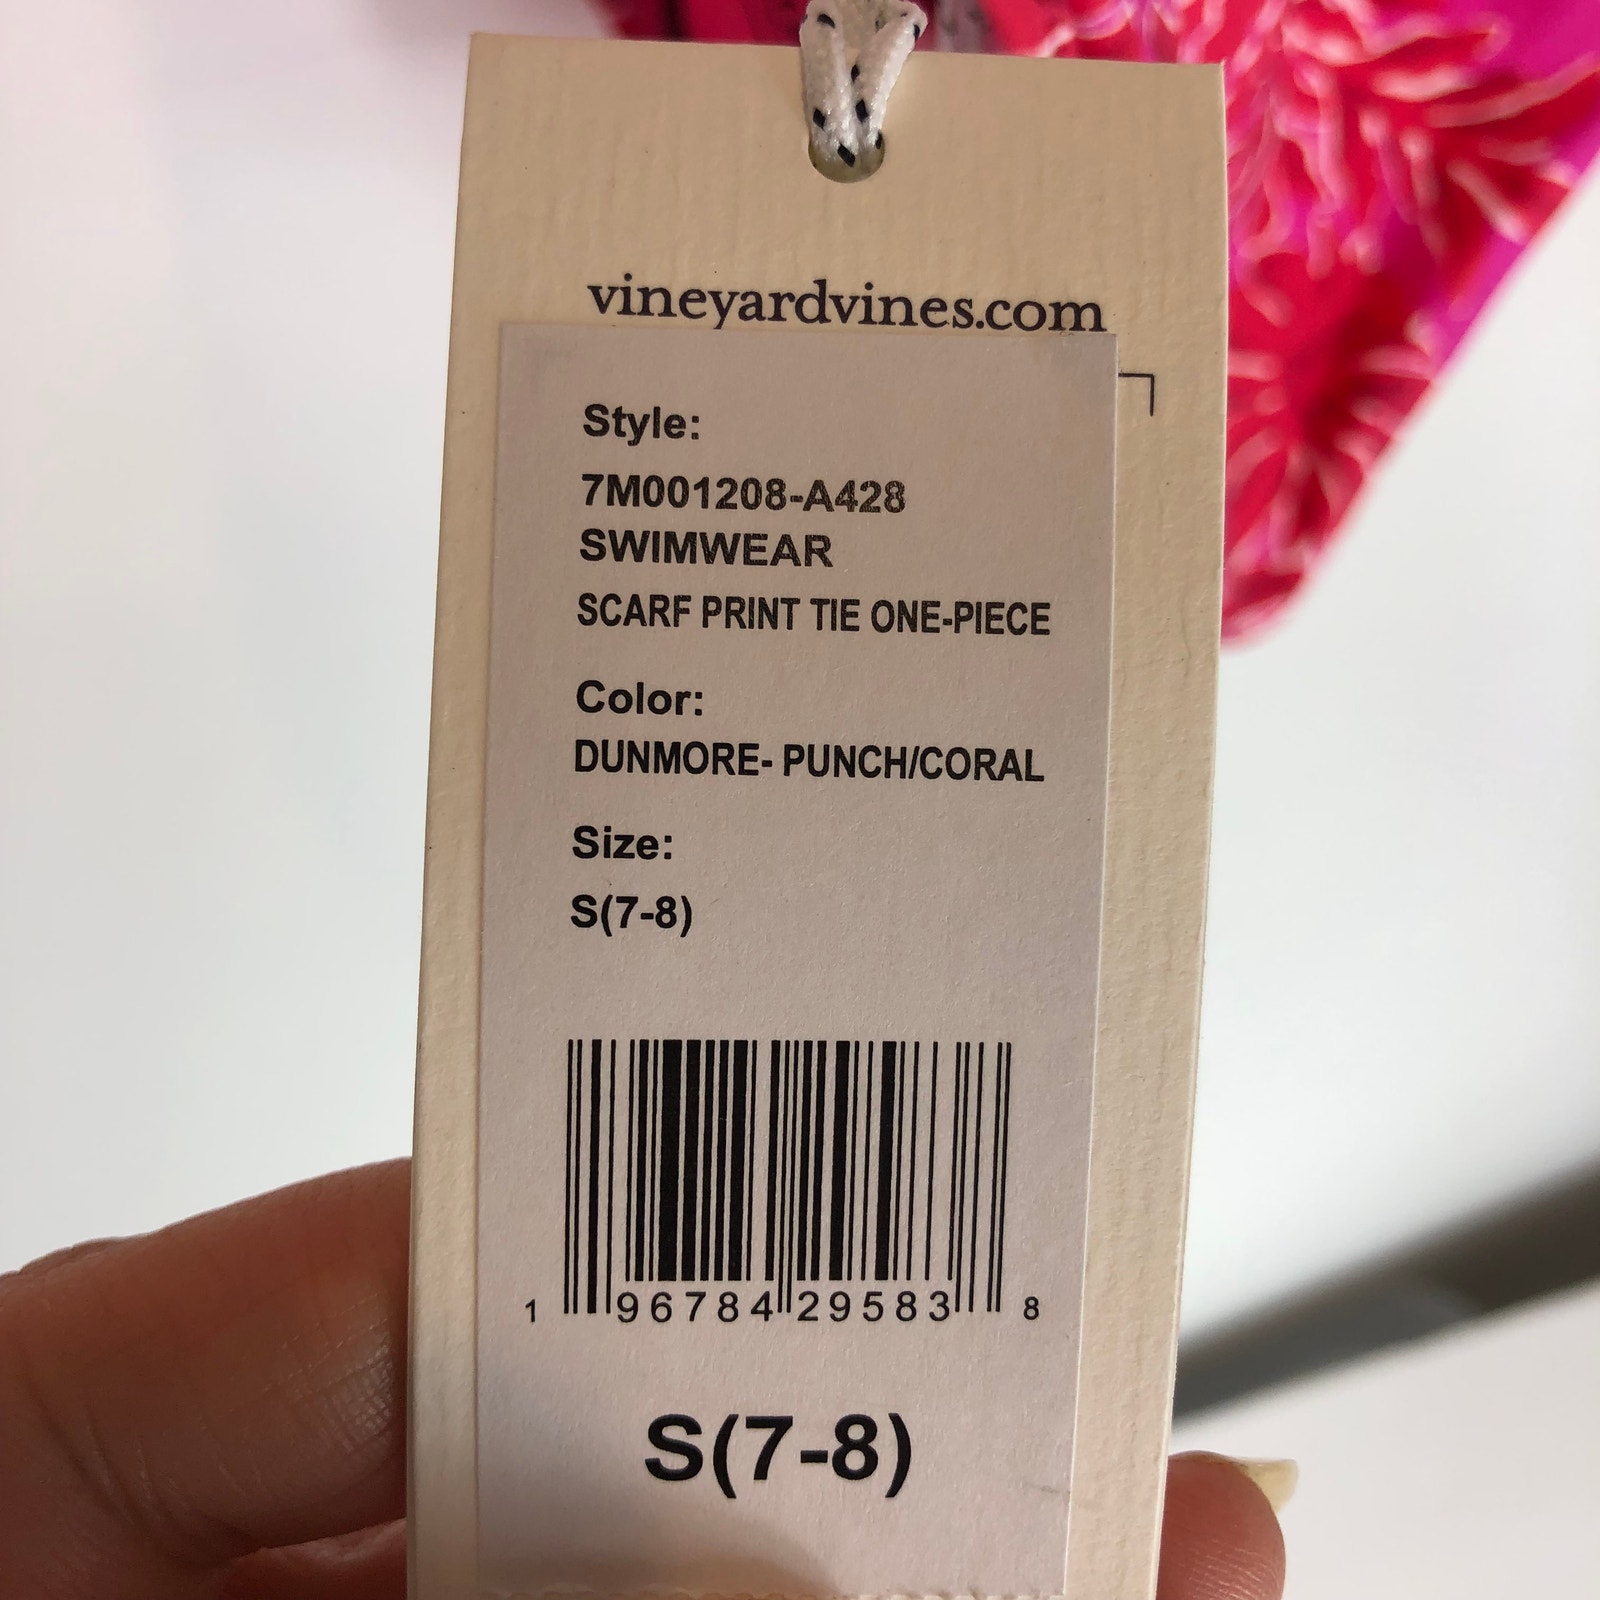 vineyardvines.com
Style:
7M001208-A428
SWIMWEAR
SCARF PRINT TIE ONE-PIECE
Color:
DUNMORE- PUNCH/CORAL
Size:
S(7-8)
1 96784 29583 8
S(7-8)